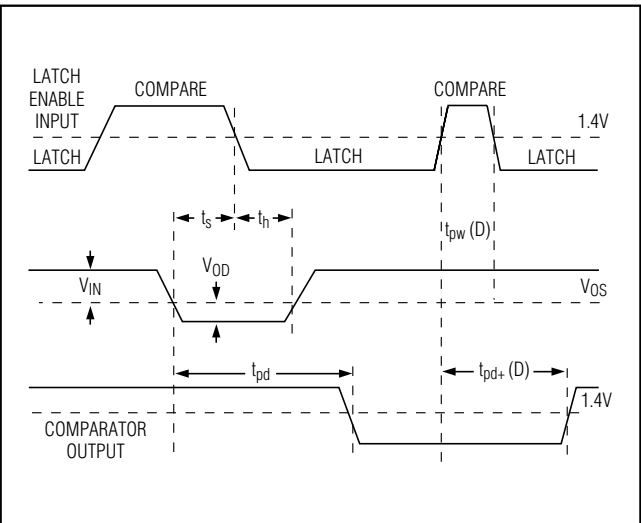 LATCH
ENABLE
INPUT
COMPARE
COMPARE
1.4V
LATCH
LATCH
LATCH
ts
th
tpw (D)
VIN
VOD
VOS
tpd
tpd+ (D)
1.4V
COMPARATOR
OUTPUT